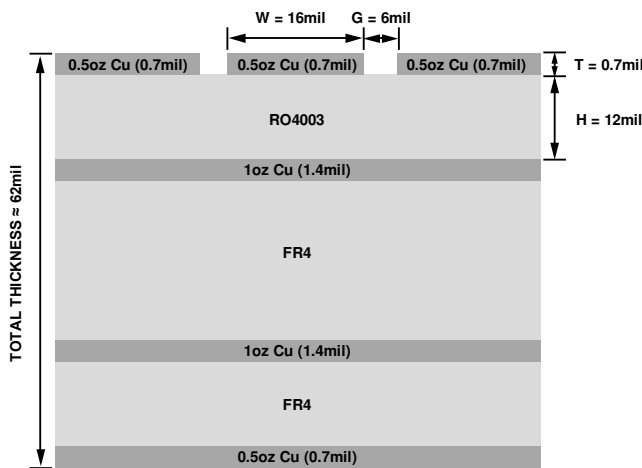 W = 16mil
G = 6mil
0.5oz Cu (0.7mil)
0.5oz Cu (0.7mil)
0.5oz Cu (0.7mil)
T = 0.7mil
RO4003
H = 12mil
1oz Cu (1.4mil)
FR4
TOTAL THICKNESS ≈ 62mil
1oz Cu (1.4mil)
FR4
0.5oz Cu (0.7mil)